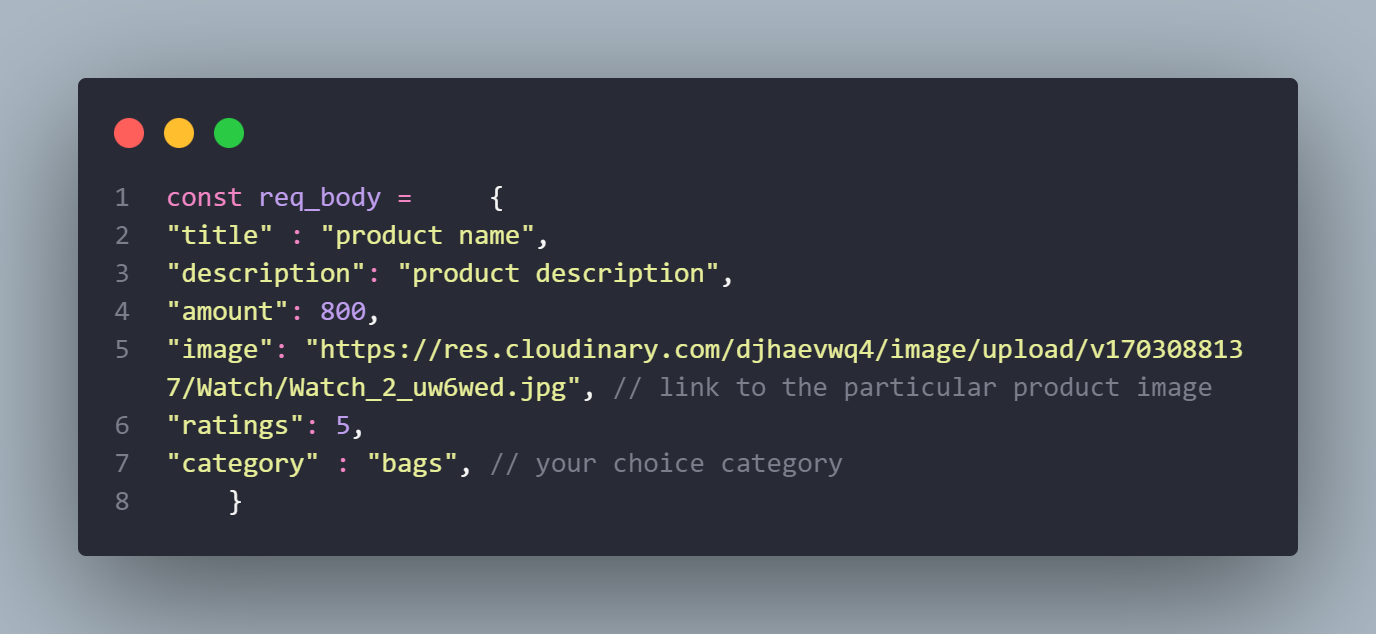 1 const req_body =     {
2 "title" : "product name",
3 "description": "product description",
4 "amount": 800,
5 "image": "https://res.cloudinary.com/djhaevwq4/image/upload/v170308813
7/Watch/Watch_2_uw6wed.jpg", // link to the particular product image
6 "ratings": 5,
7 "category" : "bags", // your choice category
8     }